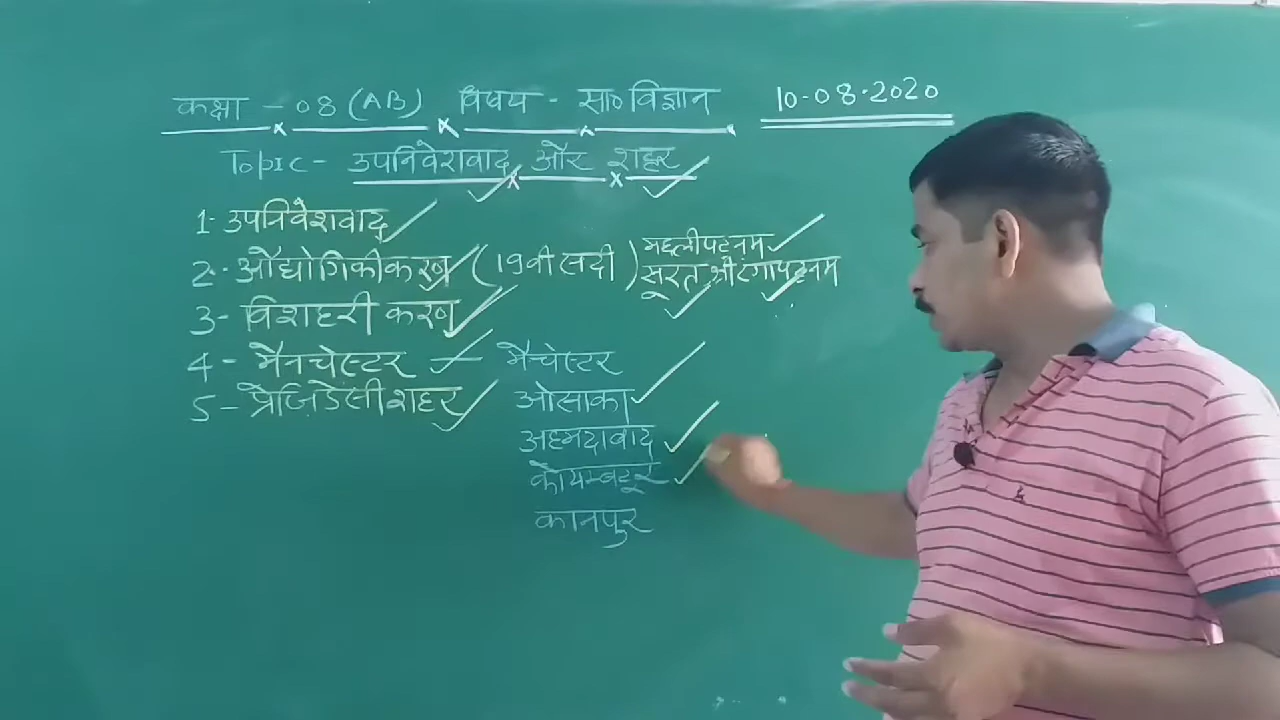 कक्षा - 08 (AB) विषय - सा० विज्ञान 10-08-2020
Topic - उपनिवेशवाद और शहर
1- उपनिवेशवाद
2- औद्योगिकीकरण (19वी सदी) मछलीपट्नम
सूरत श्रीरंगापट्टनम
3- विशहरी करण
4 - मैनचेस्टर - मैन्चेस्टर
5 - प्रेजिडेंसी शहर ओसाका
अहमदाबाद
कोयम्बटूर
कानपुर